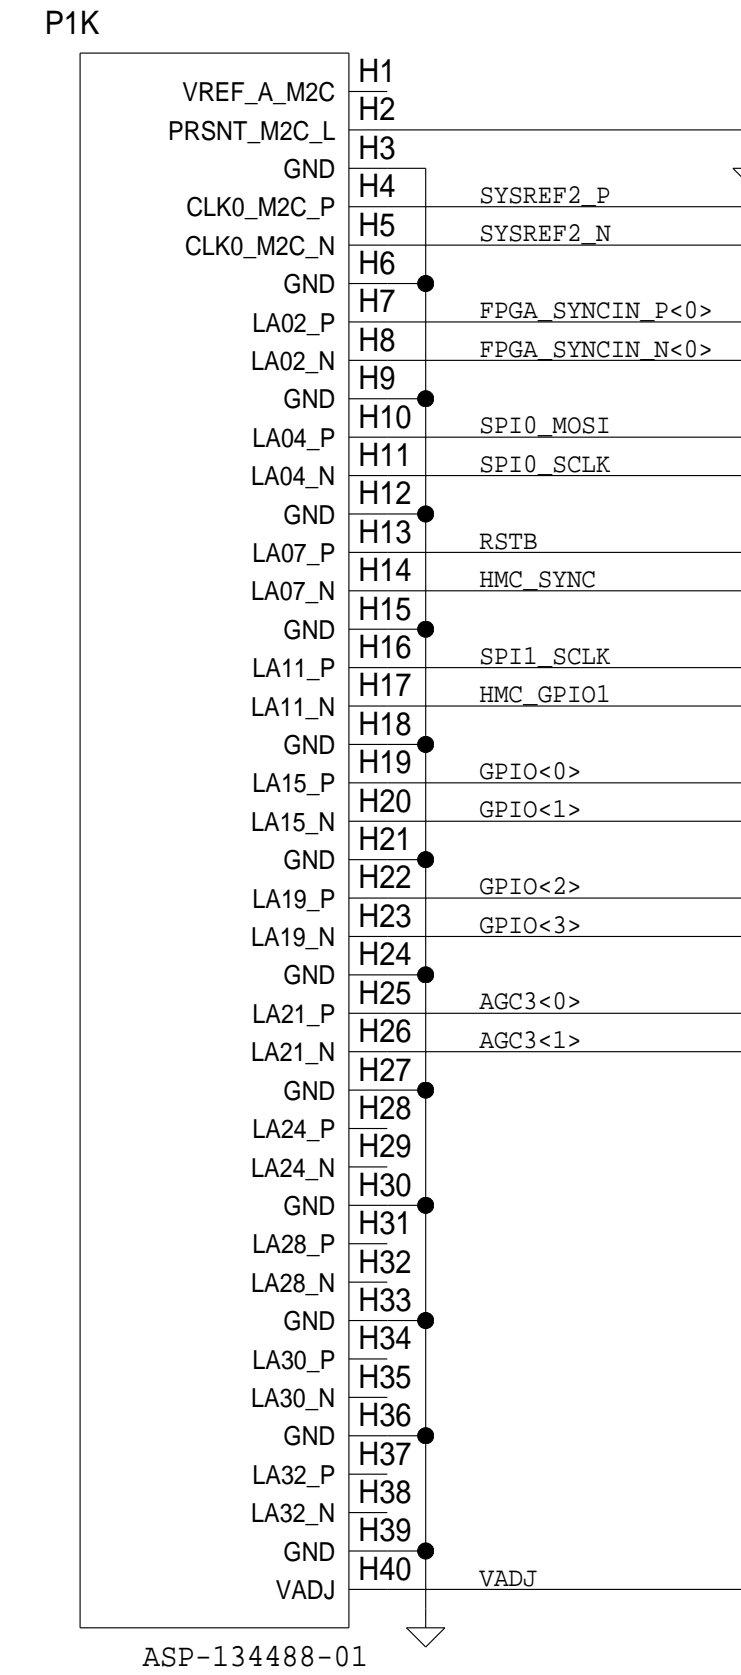 P1K
H1
VREF_A_M2C
H2
PRSNT_M2C_L
H3
GND
H4
CLK0_M2C_P SYSREF2_P
H5
CLK0_M2C_N SYSREF2_N
H6
GND
H7
LA02_P FPGA_SYNCIN_P<0>
H8
LA02_N FPGA_SYNCIN_N<0>
H9
GND
H10
LA04_P SPI0_MOSI
H11
LA04_N SPI0_SCLK
H12
GND
H13
LA07_P RSTB
H14
LA07_N HMC_SYNC
H15
GND
H16
LA11_P SPI1_SCLK
H17
LA11_N HMC_GPIO1
H18
GND
H19
LA15_P GPIO<0>
H20
LA15_N GPIO<1>
H21
GND
H22
LA19_P GPIO<2>
H23
LA19_N GPIO<3>
H24
GND
H25
LA21_P AGC3<0>
H26
LA21_N AGC3<1>
H27
GND
H28
LA24_P
H29
LA24_N
H30
GND
H31
LA28_P
H32
LA28_N
H33
GND
H34
LA30_P
H35
LA30_N
H36
GND
H37
LA32_P
H38
LA32_N
H39
GND
H40
VADJ VADJ
ASP-134488-01